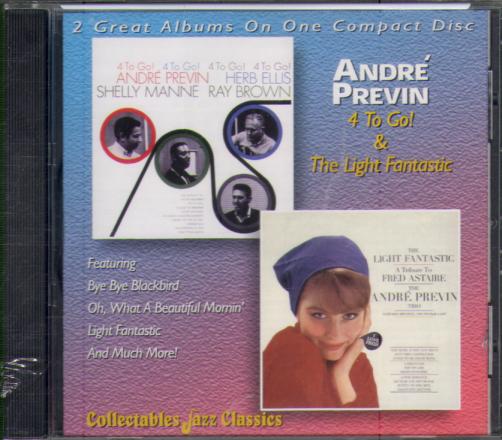 2 Great Albums On One Compact Disc
4 To Go! 4 To Go! 4 To Go! 4 To Go!
ANDRÉ PREVIN HERB ELLIS
SHELLY MANNE RAY BROWN
ANDRÉ
PREVIN
4 To Go!
&
The Light Fantastic
THE
LIGHT FANTASTIC
A Tribute To
FRED ASTAIRE
THE
ANDRÉ PREVIN
TRIO
Featuring
Bye Bye Blackbird
Oh, What A Beautiful Mornin'
Light Fantastic
And Much More!
Collectables Jazz Classics